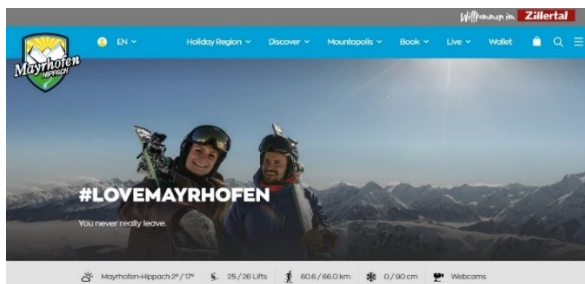 Willkommen im Zillertal
Mayrhofen
HIPPACH
EN
Holiday Region
Discover
Mountopolis
Book
Live
Wallet
#LOVEMAYRHOFEN
You never really leave.
Mayrhofen-Hippach 2°/17°
25/26 Lifts
60.6/66.0 km
0/90 cm
Webcams